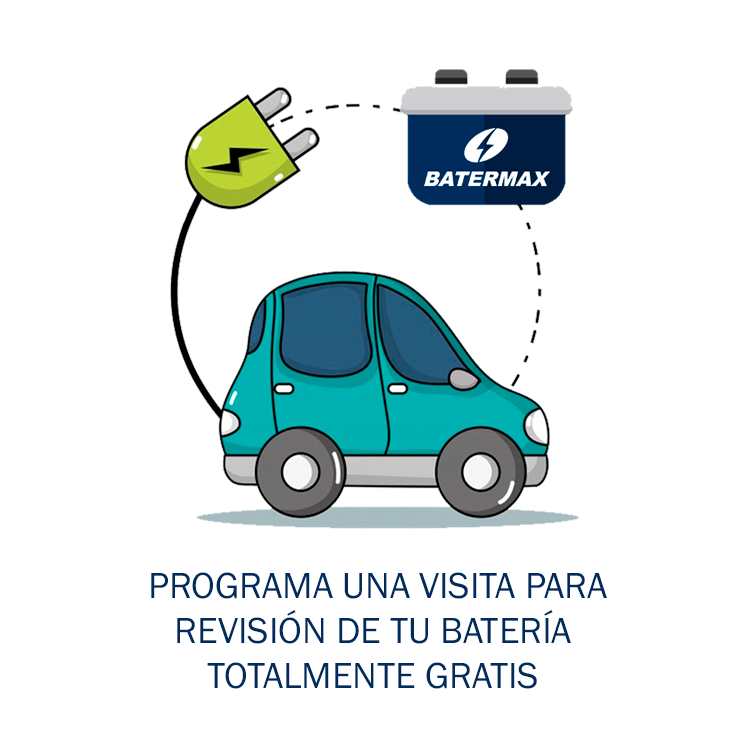 BATERMAX
PROGRAMA UNA VISITA PARA
REVISIÓN DE TU BATERÍA
TOTALMENTE GRATIS